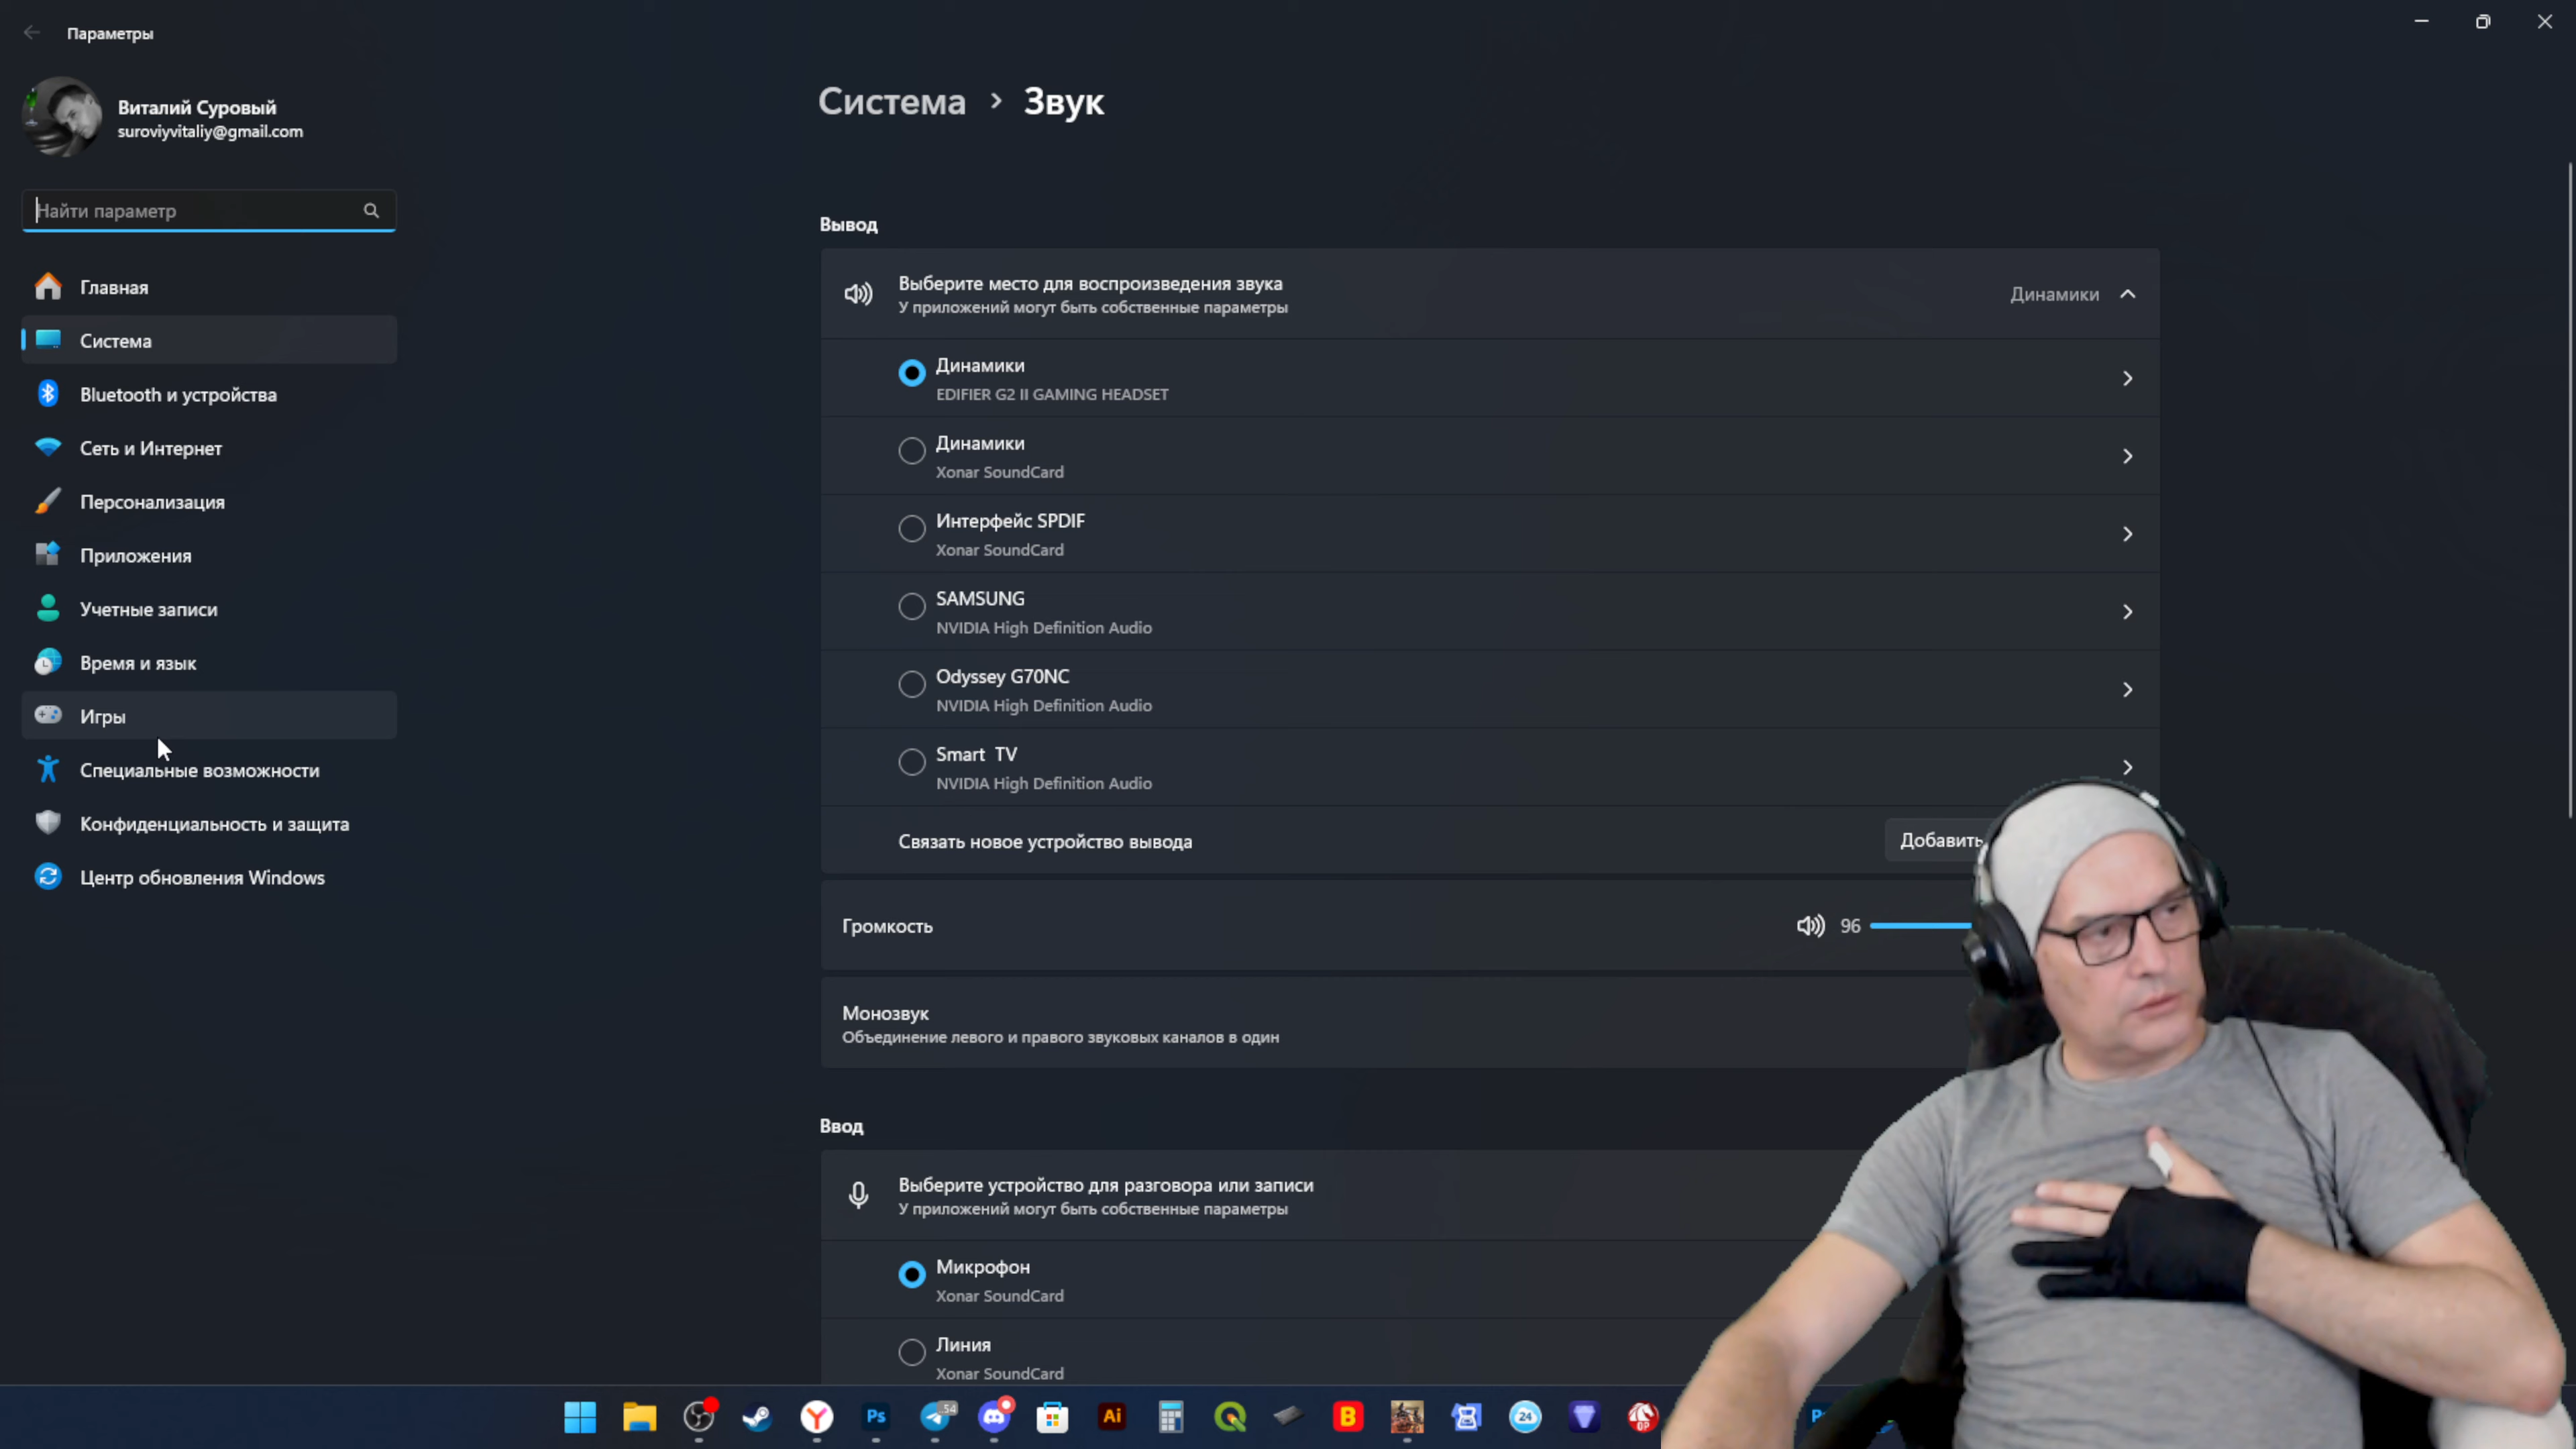 Параметры
Виталий Суровый
suroviyvitaliy@gmail.com
Найти параметр
Главная
Система
Bluetooth и устройства
Сеть и Интернет
Персонализация
Приложения
Учетные записи
Время и язык
Игры
Специальные возможности
Конфиденциальность и защита
Центр обновления Windows
Система › Звук
Вывод
Выберите место для воспроизведения звука
У приложений могут быть собственные параметры
Динамики
Динамики
EDIFIER G2 II GAMING HEADSET
Динамики
Xonar SoundCard
Интерфейс SPDIF
Xonar SoundCard
SAMSUNG
NVIDIA High Definition Audio
Odyssey G70NC
NVIDIA High Definition Audio
Smart TV
NVIDIA High Definition Audio
Связать новое устройство вывода
Добавить
Громкость
96
Монозвук
Объединение левого и правого звуковых каналов в один
Ввод
Выберите устройство для разговора или записи
У приложений могут быть собственные параметры
Микрофон
Xonar SoundCard
Линия
Xonar SoundCard
Y Ps 54 Ai B 24 OP